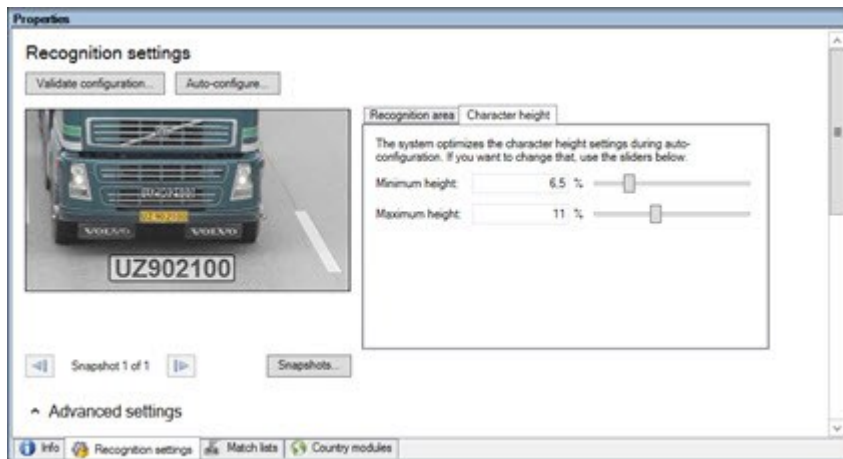 Properties
Recognition settings
Validate configuration...
Auto-configure...
Recognition area
Character height
The system optimizes the character height settings during auto-
configuration. If you want to change that, use the sliders below.
Minimum height:
6.5 %
Maximum height:
11 %
UZ 902100
VOLVO VOLVO
UZ902100
Snapshot 1 of 1
Snapshots...
Advanced settings
Info
Recognition settings
Match lists
Country modules